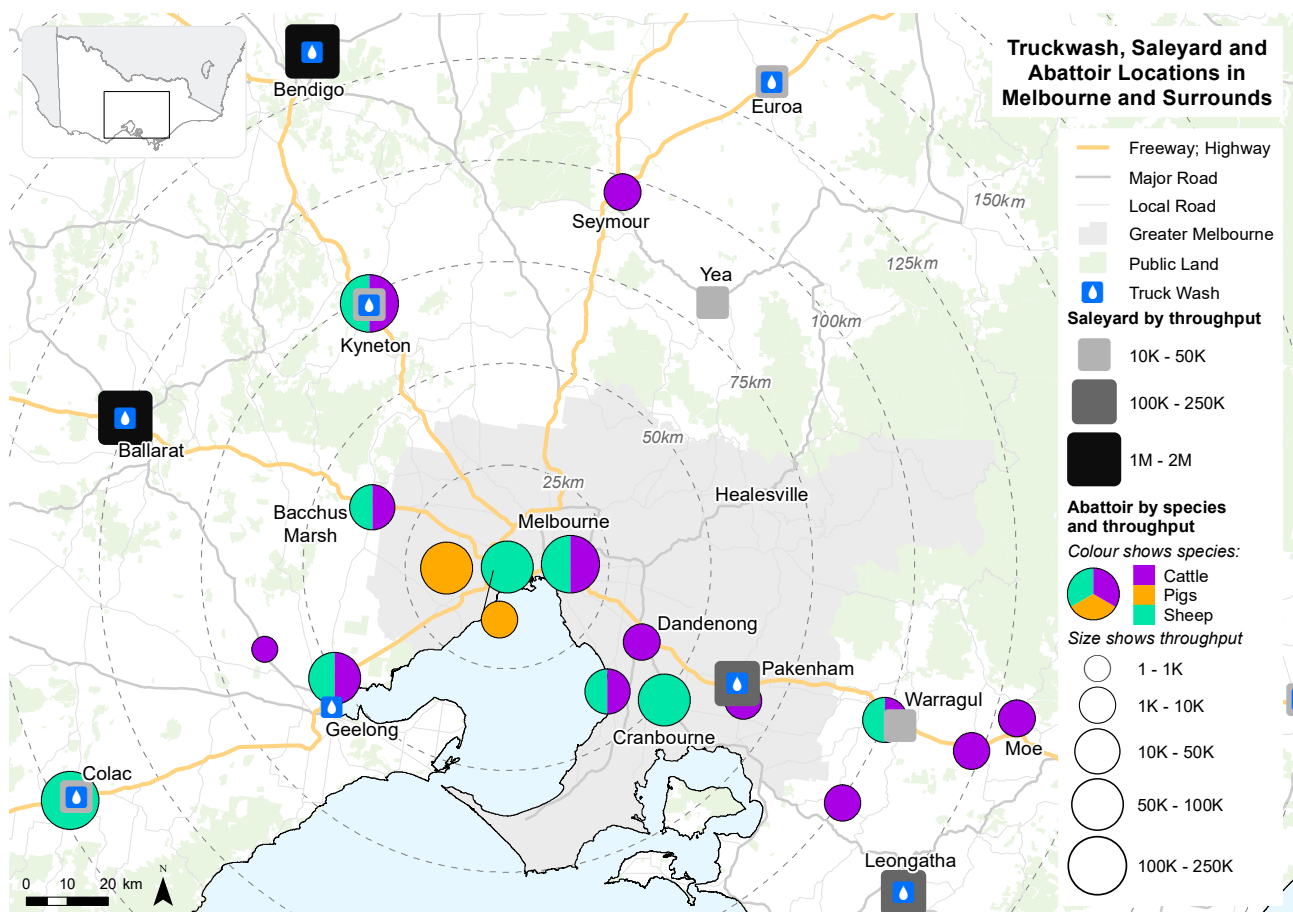 Truckwash, Saleyard and
Abattoir Locations in
Melbourne and Surrounds
Bendigo
Euroa
Seymour
Yea
Kyneton
Ballarat
Bacchus
Marsh
Melbourne
Healesville
Dandenong
Pakenham
Cranbourne
Warragul
Moe
Geelong
Colac
Leongatha
150km
125km
100km
75km
50km
25km
Freeway; Highway
Major Road
Local Road
Greater Melbourne
Public Land
Truck Wash
Saleyard by throughput
10K - 50K
100K - 250K
1M - 2M
Abattoir by species
and throughput
Colour shows species:
Cattle
Pigs
Sheep
Size shows throughput
1 - 1K
1K - 10K
10K - 50K
50K - 100K
100K - 250K
0 10 20 km
N